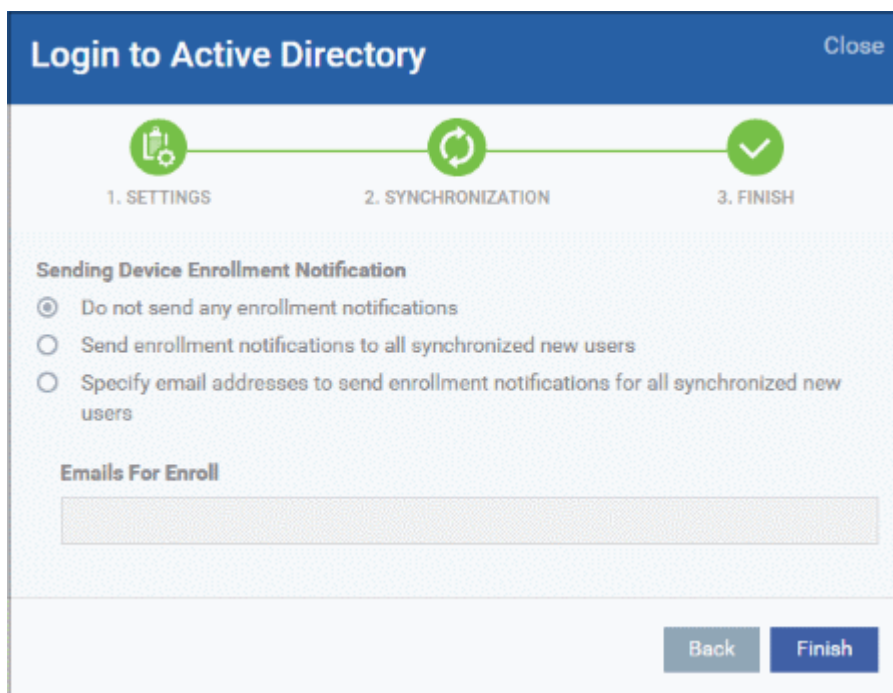 Login to Active Directory
Close
1. SETTINGS
2. SYNCHRONIZATION
3. FINISH
Sending Device Enrollment Notification
Do not send any enrollment notifications
Send enrollment notifications to all synchronized new users
Specify email addresses to send enrollment notifications for all synchronized new
users
Emails For Enroll
Back
Finish